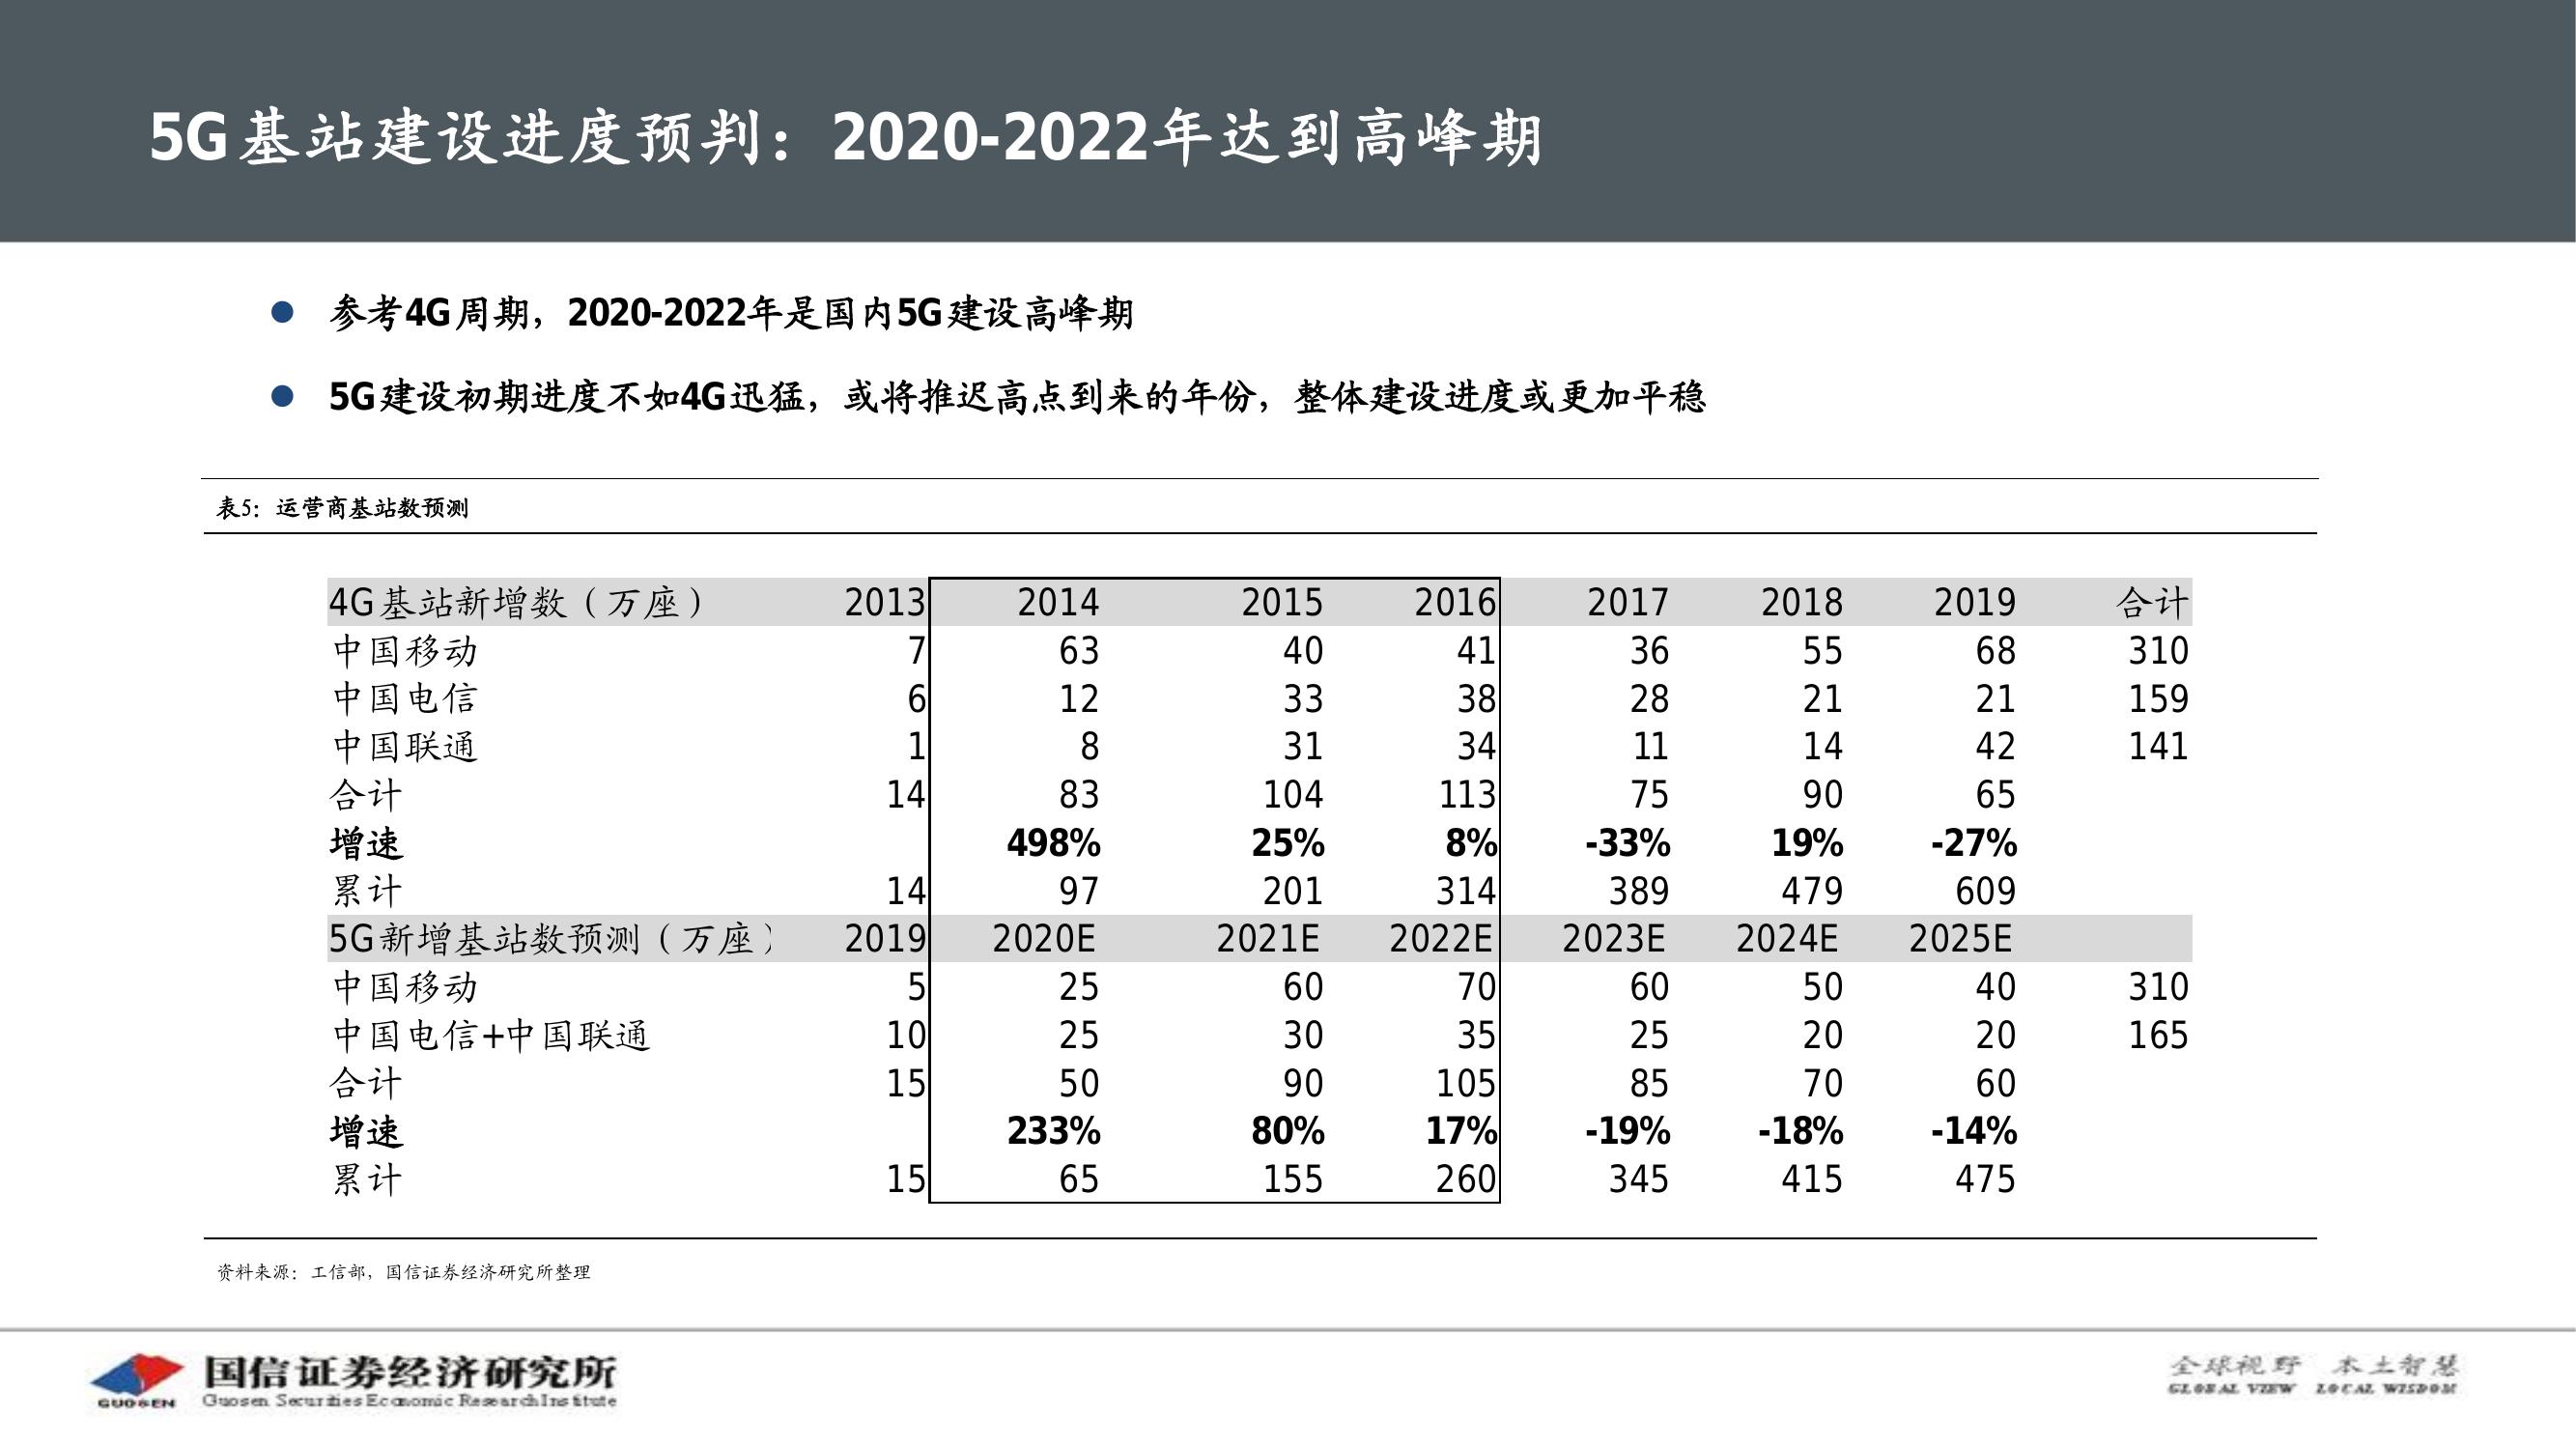 5G基站建设进度预判：2020-2022年达到高峰期
参考4G周期，2020-2022年是国内5G建设高峰期
5G建设初期进度不如4G迅猛，或将推迟高点到来的年份，整体建设进度或更加平稳
表5：运营商基站数预测
4G基站新增数（万座） 2013 2014 2015 2016 2017 2018 2019 合计
中国移动 7 63 40 41 36 55 68 310
中国电信 6 12 33 38 28 21 21 159
中国联通 1 8 31 34 11 14 42 141
合计 14 83 104 113 75 90 65
增速 498% 25% 8% -33% 19% -27%
累计 14 97 201 314 389 479 609
5G新增基站数预测（万座） 2019 2020E 2021E 2022E 2023E 2024E 2025E
中国移动 5 25 60 70 60 50 40 310
中国电信+中国联通 10 25 30 35 25 20 20 165
合计 15 50 90 105 85 70 60
增速 233% 80% 17% -19% -18% -14%
累计 15 65 155 260 345 415 475
资料来源：工信部，国信证券经济研究所整理
GUOSEN
国信证券经济研究所
Guosen Securities Economic Research Institute
全球视野 本土智慧
GLOBAL VIEW LOCAL WISDOM